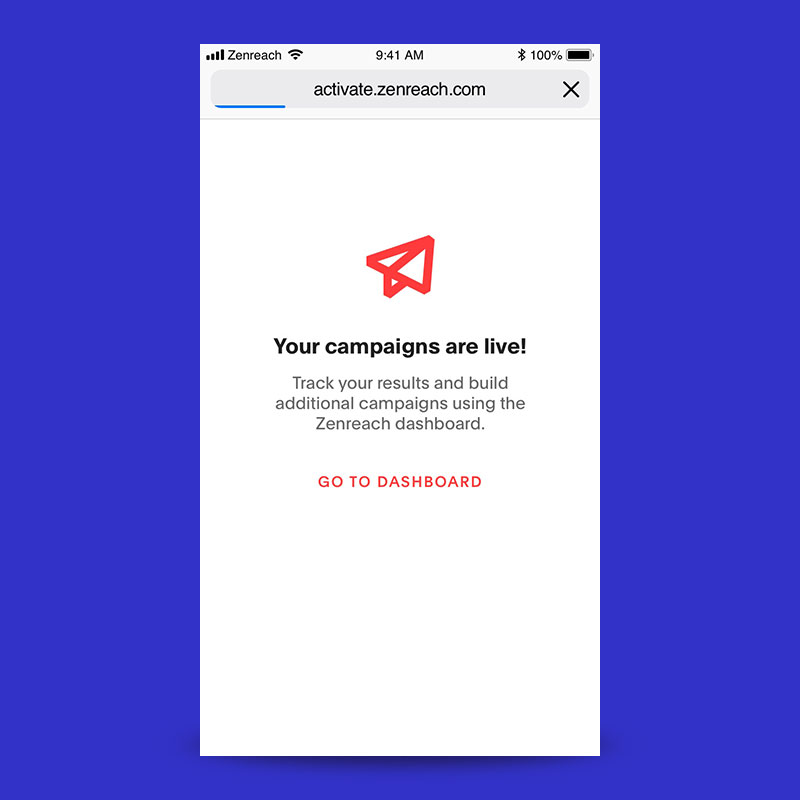 Zenreach 9:41 AM 100%
activate.zenreach.com
Your campaigns are live!
Track your results and build
additional campaigns using the
Zenreach dashboard.
GO TO DASHBOARD